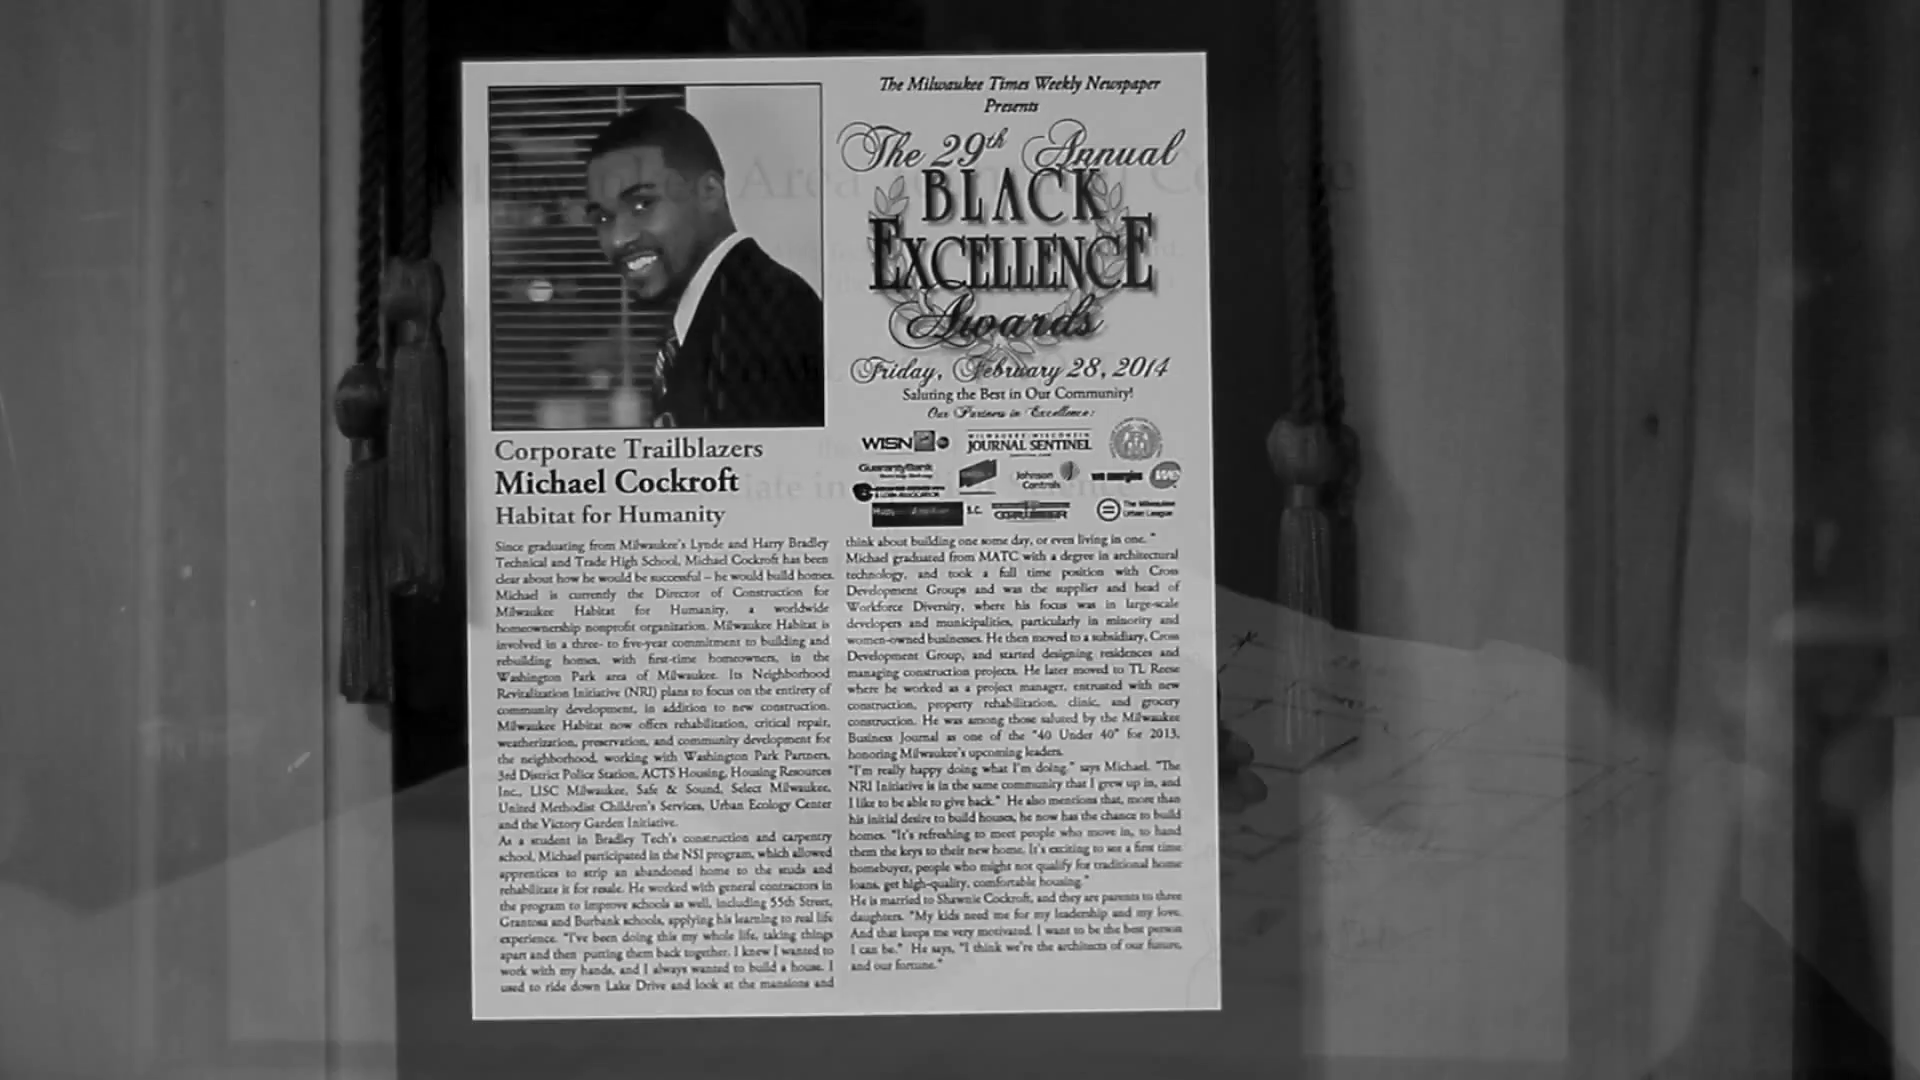 The Milwaukee Times Weekly Newspaper
Presents
The 29th Annual
BLACK
EXCELLENCE
Awards
Friday, February 28, 2014
Saluting the Best in Our Community!
Our Partners in Excellence:
WISN
JOURNAL SENTINEL
GuarantyBank
Johnson
Controls
& LOAN ASSOCIATION
S.C.
The Milwaukee
Urban League
Corporate Trailblazers
Michael Cockroft
Habitat for Humanity
Since graduating from Milwaukee's Lynde and Harry Bradley
Technical and Trade High School, Michael Cockroft has been
clear about how he would be successful – he would build homes.
Michael is currently the Director of Construction for
Milwaukee Habitat for Humanity, a worldwide
homeownership nonprofit organization. Milwaukee Habitat is
involved in a three- to five-year commitment to building and
rebuilding homes, with first-time homeowners, in the
Washington Park area of Milwaukee. Its Neighborhood
Revitalization Initiative (NRI) plans to focus on the entirety of
community development, in addition to new construction.
Milwaukee Habitat now offers rehabilitation, critical repair,
weatherization, preservation, and community development for
the neighborhood, working with Washington Park Partners,
3rd District Police Station, ACTS Housing, Housing Resources
Inc., LISC Milwaukee, Safe & Sound, Select Milwaukee,
United Methodist Children's Services, Urban Ecology Center
and the Victory Garden Initiative.
As a student in Bradley Tech's construction and carpentry
school, Michael participated in the NSI program, which allowed
apprentices to strip an abandoned home to the studs and
rehabilitate it for resale. He worked with general contractors in
the program to improve schools as well, including 55th Street,
Grantosa and Burbank schools, applying his learning to real life
experience. "I've been doing this my whole life, taking things
apart and then putting them back together. I knew I wanted to
work with my hands, and I always wanted to build a house. I
used to ride down Lake Drive and look at the mansions and
think about building one some day, or even living in one. "
Michael graduated from MATC with a degree in architectural
technology, and took a full time position with Cross
Development Groups and was the supplier and head of
Workforce Diversity, where his focus was in large-scale
developers and municipalities, particularly in minority and
women-owned businesses. He then moved to a subsidiary, Cross
Development Group, and started designing residences and
managing construction projects. He later moved to TL Reese
where he worked as a project manager, entrusted with new
construction, property rehabilitation, clinic, and grocery
construction. He was among those saluted by the Milwaukee
Business Journal as one of the "40 Under 40" for 2013,
honoring Milwaukee's upcoming leaders.
"I'm really happy doing what I'm doing," says Michael. "The
NRI Initiative is in the same community that I grew up in, and
I like to be able to give back." He also mentions that, more than
his initial desire to build houses, he now has the chance to build
homes. "It's refreshing to meet people who move in, to hand
them the keys to their new home. It's exciting to see a first time
homebuyer, people who might not qualify for traditional home
loans, get high-quality, comfortable housing."
He is married to Shawnie Cockroft, and they are parents to three
daughters. "My kids need me for my leadership and my love.
And that keeps me very motivated. I want to be the best person
I can be." He says, "I think we're the architects of our future,
and our fortune."